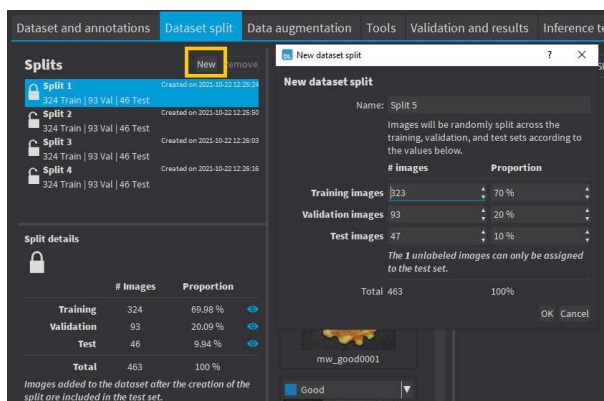 Dataset and annotations Dataset split Data augmentation Tools Validation and results Inference te
Splits New Remove
Split 1 Created on 2021-10-22 12:25:24
324 Train | 93 Val | 46 Test
Split 2 Created on 2021-10-22 12:25:50
324 Train | 93 Val | 46 Test
Split 3 Created on 2021-10-22 12:26:03
324 Train | 93 Val | 46 Test
Split 4 Created on 2021-10-22 12:26:16
324 Train | 93 Val | 46 Test
Split details
# Images Proportion
Training 324 69.98 %
Validation 93 20.09 %
Test 46 9.94 %
Total 463 100 %
Images added to the dataset after the creation of the
split are included in the test set.
DL New dataset split ? ×
New dataset split
Name: Split 5
Images will be randomly split across the
training, validation, and test sets according to
the values below.
# images Proportion
Training images 323 70 %
Validation images 93 20 %
Test images 47 10 %
The 1 unlabeled images can only be assigned
to the test set.
Total 463 100%
OK Cancel
mw_good0001
Good